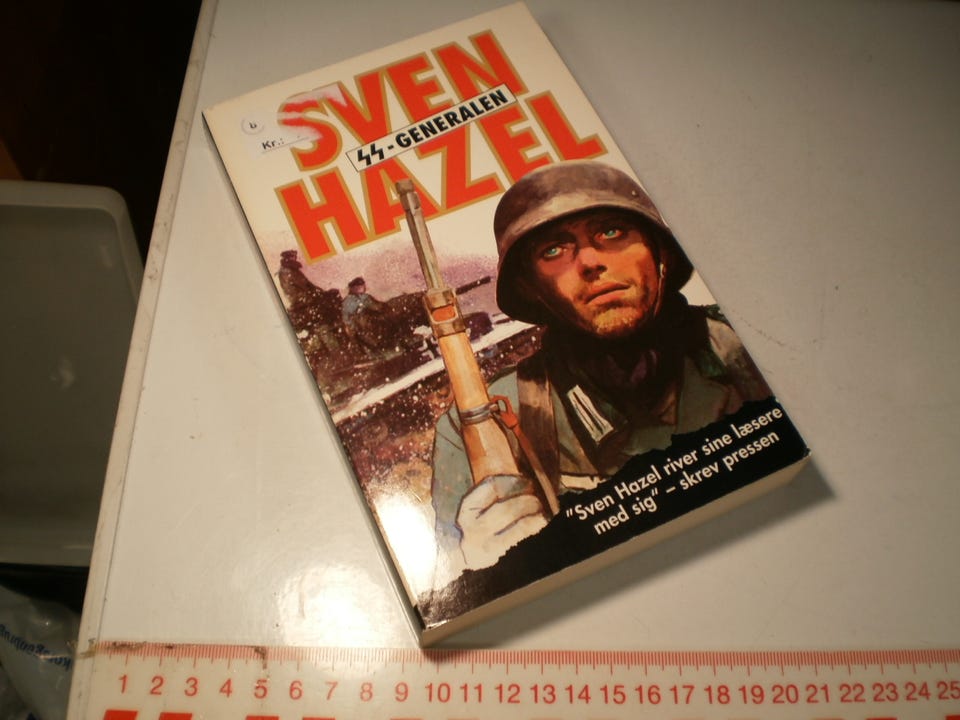 SVEN
SS-GENERALEN
HAZEL
Kr.:
"Sven Hazel river sine læsere
med sig" – skrev pressen
1 2 3 4 5 6 7 8 9 10 11 12 13 14 15 16 17 18 19 20 21 22 23 24 25